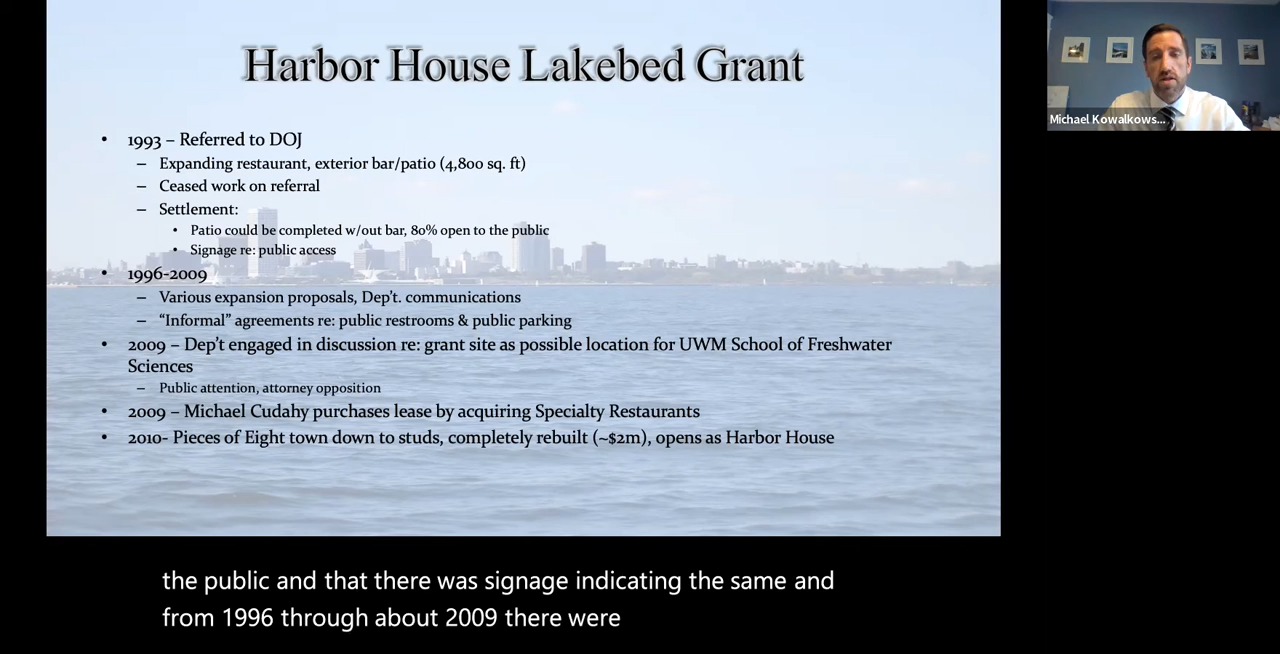 Harbor House Lakebed Grant
• 1993 – Referred to DOJ
– Expanding restaurant, exterior bar/patio (4,800 sq. ft)
– Ceased work on referral
– Settlement:
• Patio could be completed w/out bar, 80% open to the public
• Signage re: public access
• 1996-2009
– Various expansion proposals, Dep't. communications
– “Informal” agreements re: public restrooms & public parking
• 2009 – Dep't engaged in discussion re: grant site as possible location for UWM School of Freshwater
Sciences
– Public attention, attorney opposition
• 2009 – Michael Cudahy purchases lease by acquiring Specialty Restaurants
• 2010- Pieces of Eight town down to studs, completely rebuilt (~$2m), opens as Harbor House
Michael Kowalkows...
the public and that there was signage indicating the same and
from 1996 through about 2009 there were